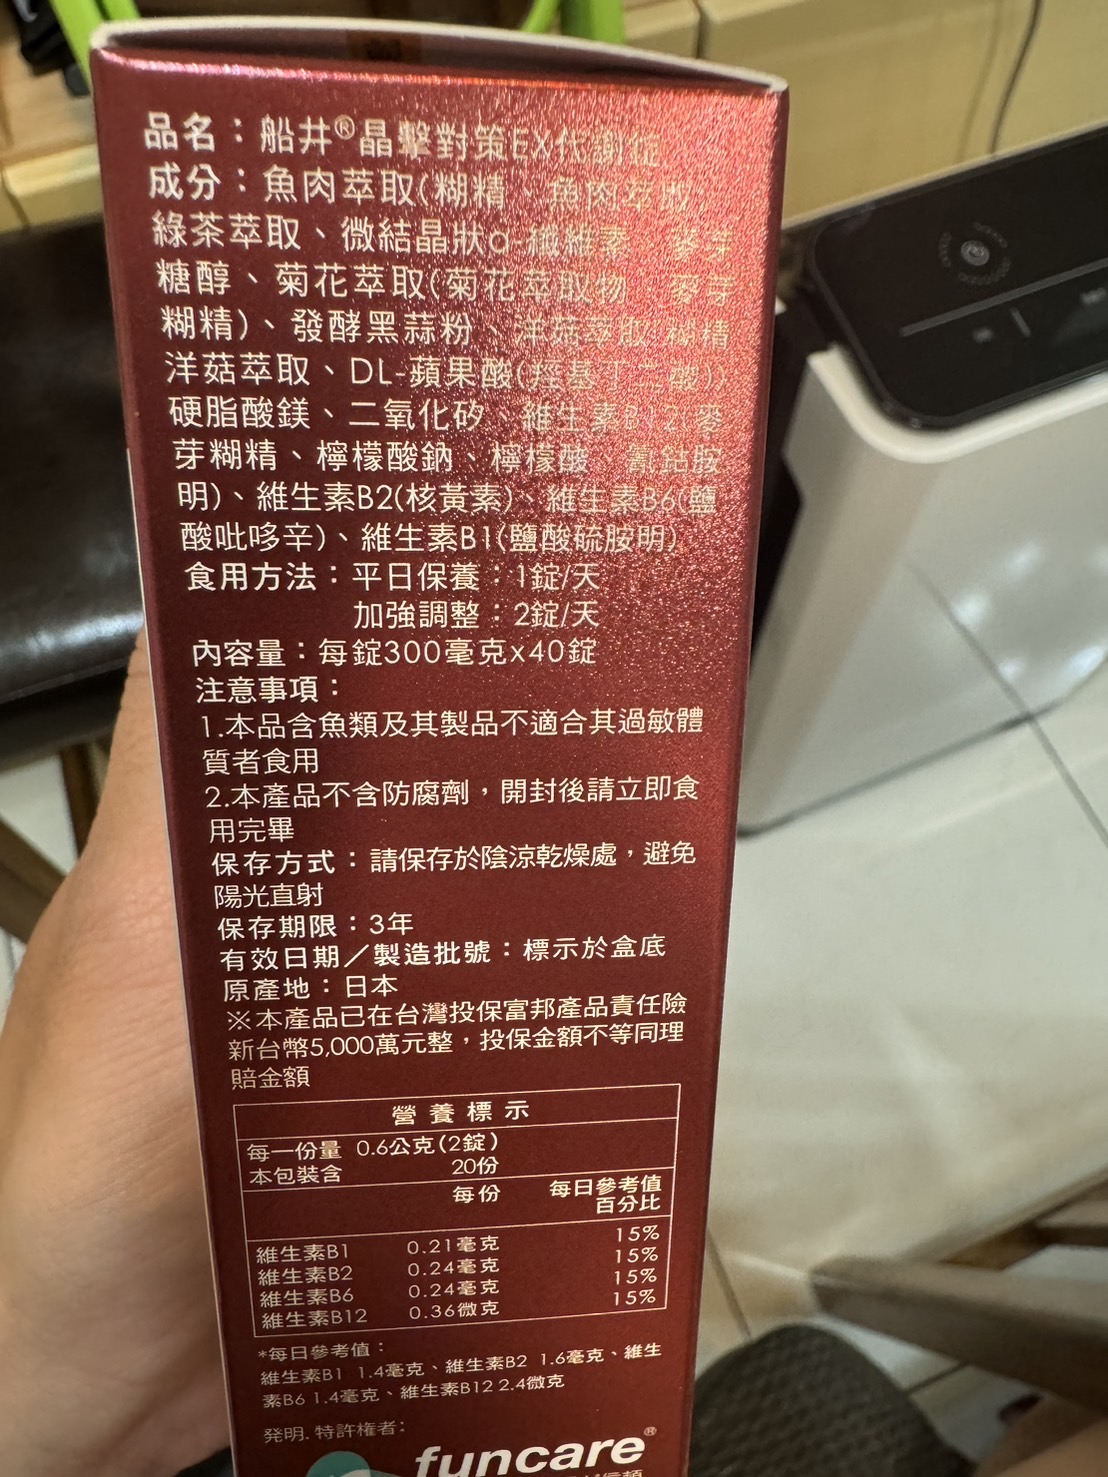 品名：船井®晶擊對策EX代謝錠
成分：魚肉萃取(糊精、魚肉萃取)、
綠茶萃取、微結晶狀α-纖維素、麥芽
糖醇、菊花萃取(菊花萃取物、麥芽
糊精)、發酵黑蒜粉、洋菇萃取(糊精、
洋菇萃取、DL-蘋果酸(羥基丁二酸))、
硬脂酸鎂、二氧化矽、維生素B12(麥
芽糊精、檸檬酸鈉、檸檬酸、氰鈷胺
明)、維生素B2(核黃素)、維生素B6(鹽
酸吡哆辛)、維生素B1(鹽酸硫胺明)
食用方法：平日保養：1錠/天
加強調整：2錠/天
內容量：每錠300毫克x40錠
注意事項：
1.本品含魚類及其製品不適合其過敏體
質者食用
2.本產品不含防腐劑，開封後請立即食
用完畢
保存方式：請保存於陰涼乾燥處，避免
陽光直射
保存期限：3年
有效日期／製造批號：標示於盒底
原產地：日本
※本產品已在台灣投保富邦產品責任險
新台幣5,000萬元整，投保金額不等同理
賠金額
營養標示
每一份量 0.6公克(2錠)
本包裝含 20份
每份 每日參考值
百分比
維生素B1 0.21毫克 15%
維生素B2 0.24毫克 15%
維生素B6 0.24毫克 15%
維生素B12 0.36微克 15%
*每日參考值：
維生素B1 1.4毫克、維生素B2 1.6毫克、維生
素B6 1.4毫克、維生素B12 2.4微克
発明.特許権者:
funcare®